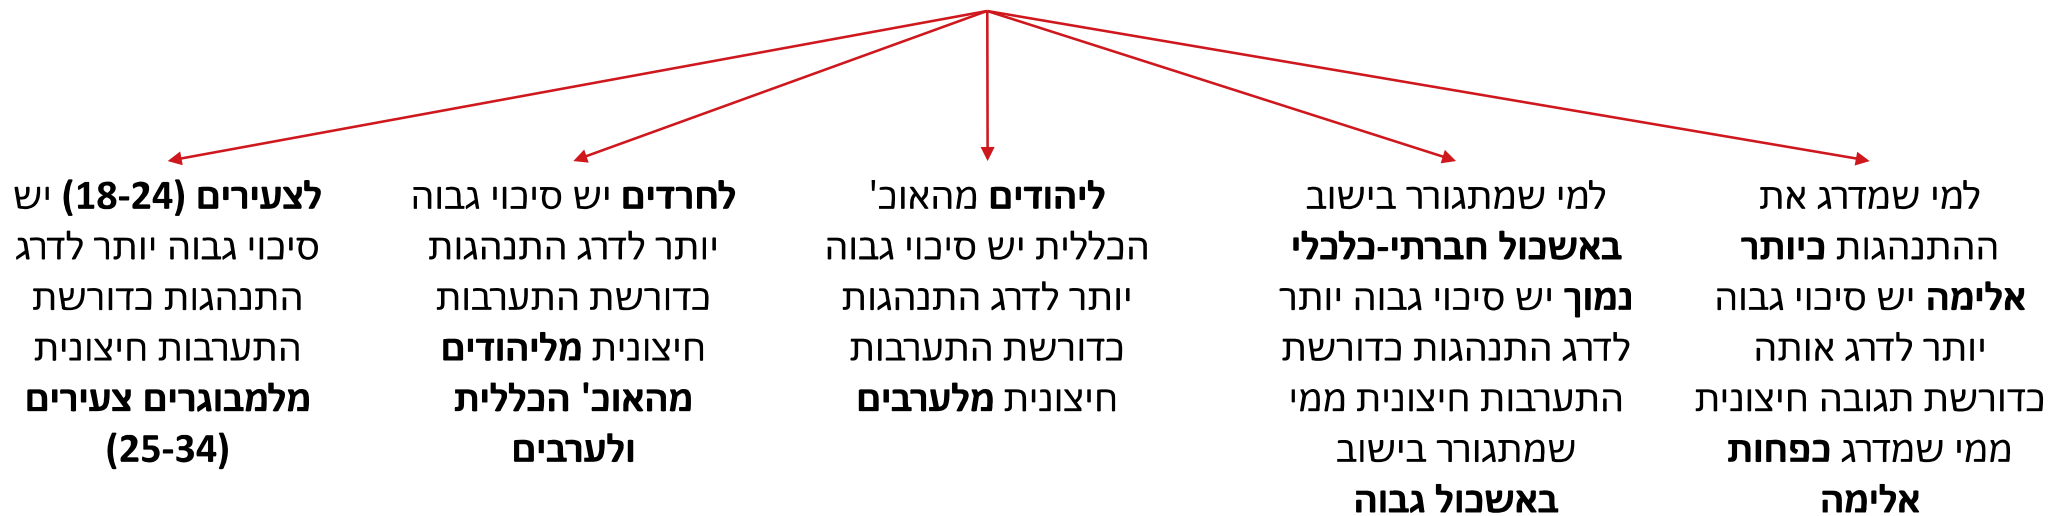 למי שמדרג את
ההתנהגות כיותר
אלימה יש סיכוי גבוה
יותר לדרג אותה
כדורשת תגובה חיצונית
ממי שמדרג כפחות
אלימה
למי שמתגורר בישוב
באשכול חברתי-כלכלי
נמוך יש סיכוי גבוה יותר
לדרג התנהגות כדורשת
התערבות חיצונית ממי
שמתגורר בישוב
באשכול גבוה
ליהודים מהאוכ'
הכללית יש סיכוי גבוה
יותר לדרג התנהגות
כדורשת התערבות
חיצונית מלערבים
לחרדים יש סיכוי גבוה
יותר לדרג התנהגות
כדורשת התערבות
חיצונית מליהודים
מהאוכ' הכללית
ולערבים
לצעירים (18-24) יש
סיכוי גבוה יותר לדרג
התנהגות כדורשת
התערבות חיצונית
מלמבוגרים צעירים
(25-34)